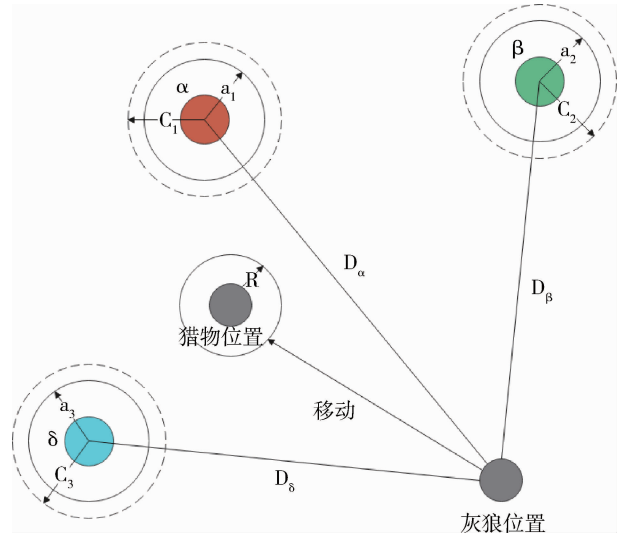 β
a₂
C₂
α
a₁
C₁
Dα
Dβ
R
猎物位置
移动
a₃
δ
C₃
Dδ
灰狼位置